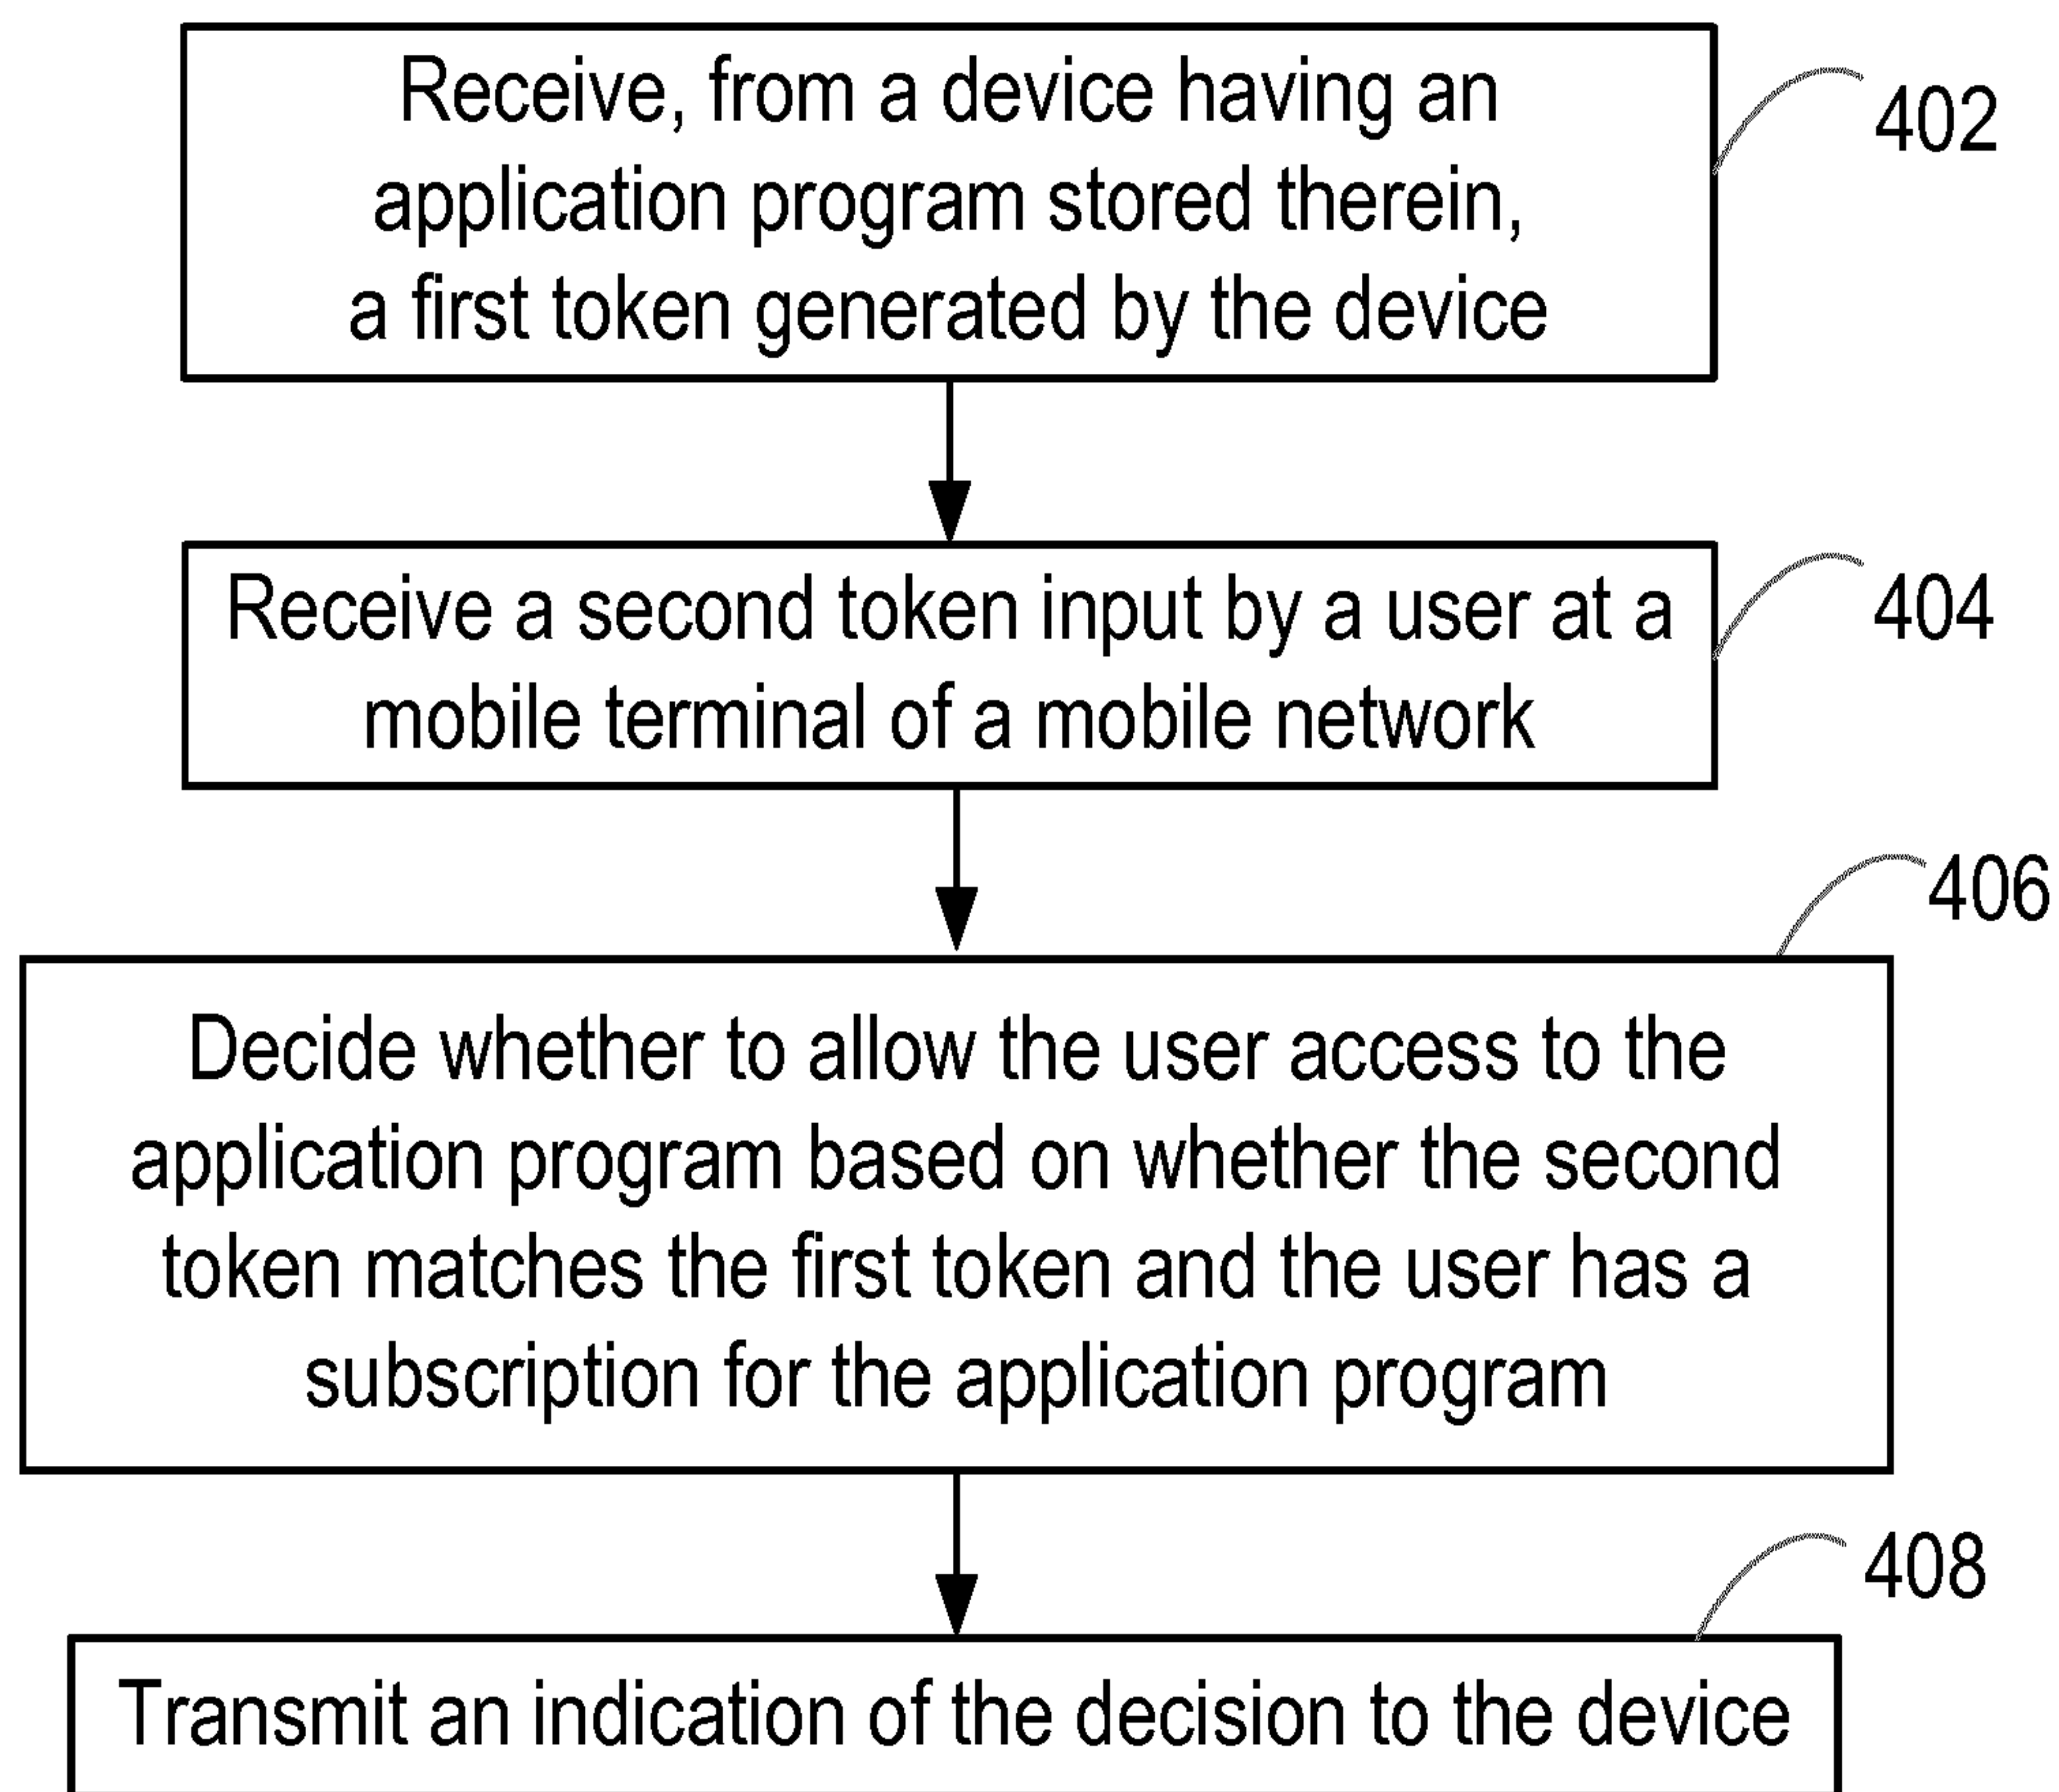 Receive, from a device having an
application program stored therein,
a first token generated by the device
402
Receive a second token input by a user at a
mobile terminal of a mobile network
404
406
Decide whether to allow the user access to the
application program based on whether the second
token matches the first token and the user has a
subscription for the application program
408
Transmit an indication of the decision to the device